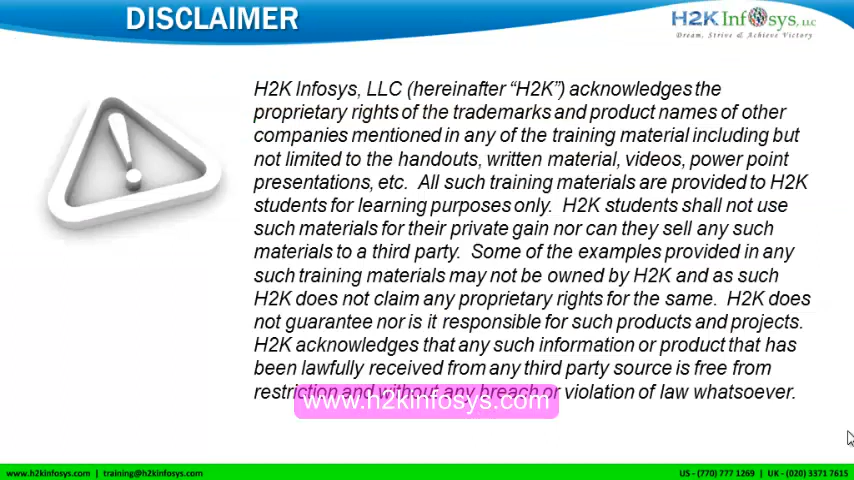 DISCLAIMER
H2K Infosys, LLC
Dream, Strive & Achieve Victory
H2K Infosys, LLC (hereinafter “H2K”) acknowledges the
proprietary rights of the trademarks and product names of other
companies mentioned in any of the training material including but
not limited to the handouts, written material, videos, power point
presentations, etc.  All such training materials are provided to H2K
students for learning purposes only.  H2K students shall not use
such materials for their private gain nor can they sell any such
materials to a third party.  Some of the examples provided in any
such training materials may not be owned by H2K and as such
H2K does not claim any proprietary rights for the same.  H2K does
not guarantee nor is it responsible for such products and projects.
H2K acknowledges that any such information or product that has
been lawfully received from any third party source is free from
restriction and without any breach or violation of law whatsoever.
www.h2kinfosys.com
www.h2kinfosys.com | training@h2kinfosys.com
US - (770) 777 1269 | UK - (020) 3371 7615